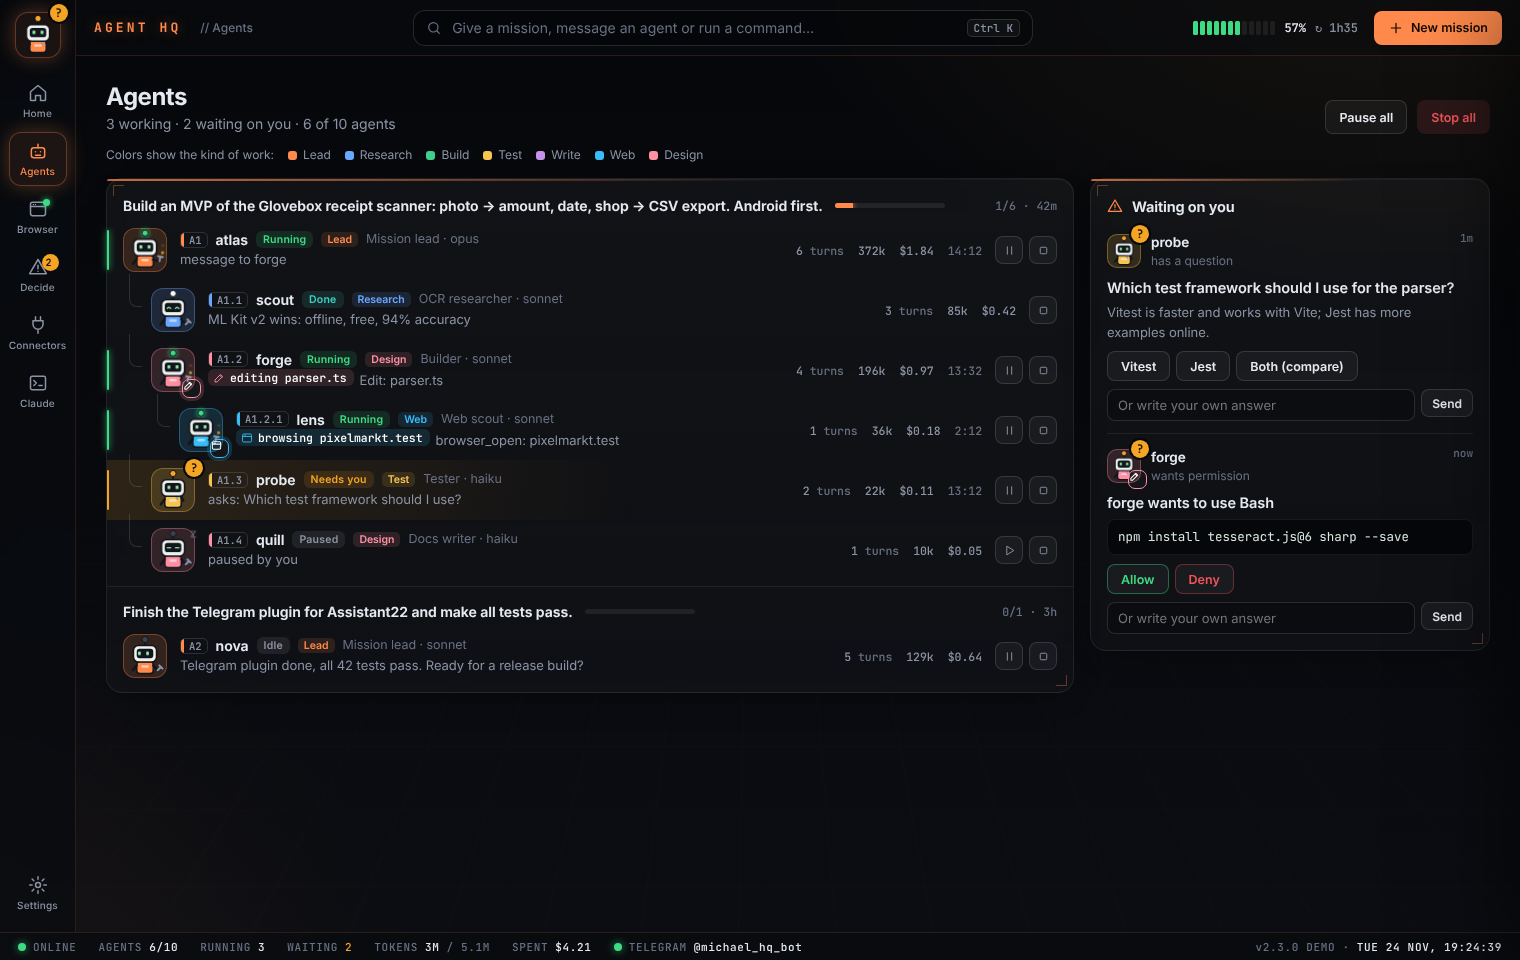 ?
AGENT HQ // Agents
Give a mission, message an agent or run a command... Ctrl K
57% ↻ 1h35
+ New mission
Home
Agents
Browser
2
Decide
Connectors
Claude
Settings
Agents
3 working · 2 waiting on you · 6 of 10 agents
Pause all Stop all
Colors show the kind of work: Lead Research Build Test Write Web Design
Build an MVP of the Glovebox receipt scanner: photo → amount, date, shop → CSV export. Android first. 1/6 · 42m
A1 atlas Running Lead Mission lead · opus
message to forge
6 turns 372k $1.84 14:12
A1.1 scout Done Research OCR researcher · sonnet
ML Kit v2 wins: offline, free, 94% accuracy
3 turns 85k $0.42
A1.2 forge Running Design Builder · sonnet
editing parser.ts Edit: parser.ts
4 turns 196k $0.97 13:32
A1.2.1 lens Running Web Web scout · sonnet
browsing pixelmarkt.test browser_open: pixelmarkt.test
1 turns 36k $0.18 2:12
?
A1.3 probe Needs you Test Tester · haiku
asks: Which test framework should I use?
2 turns 22k $0.11 13:12
z
A1.4 quill Paused Design Docs writer · haiku
paused by you
1 turns 10k $0.05
Finish the Telegram plugin for Assistant22 and make all tests pass. 0/1 · 3h
A2 nova Idle Lead Mission lead · sonnet
Telegram plugin done, all 42 tests pass. Ready for a release build?
5 turns 129k $0.64
Waiting on you
?
probe 1m
has a question
Which test framework should I use for the parser?
Vitest is faster and works with Vite; Jest has more
examples online.
Vitest Jest Both (compare)
Or write your own answer Send
?
forge now
wants permission
forge wants to use Bash
npm install tesseract.js@6 sharp --save
Allow Deny
Or write your own answer Send
ONLINE AGENTS 6/10 RUNNING 3 WAITING 2 TOKENS 3M / 5.1M SPENT $4.21 TELEGRAM @michael_hq_bot
v2.3.0 DEMO · TUE 24 NOV, 19:24:39